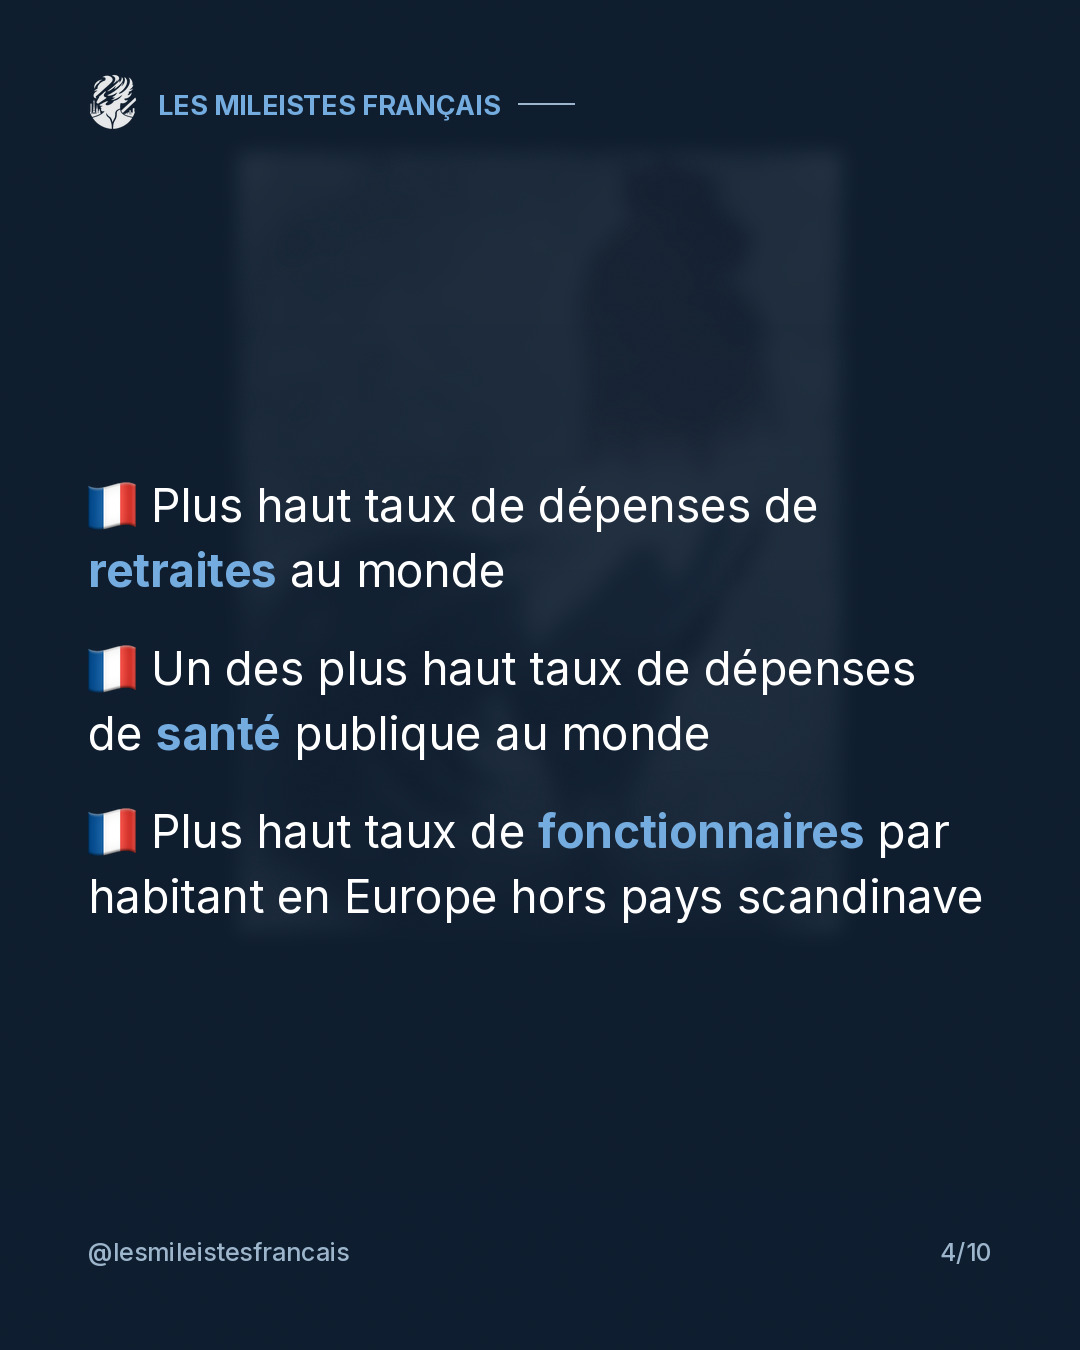 LES MILEISTES FRANÇAIS
🇫🇷 Plus haut taux de dépenses de
retraites au monde
🇫🇷 Un des plus haut taux de dépenses
de santé publique au monde
🇫🇷 Plus haut taux de fonctionnaires par
habitant en Europe hors pays scandinave
@lesmileistesfrancais
4/10